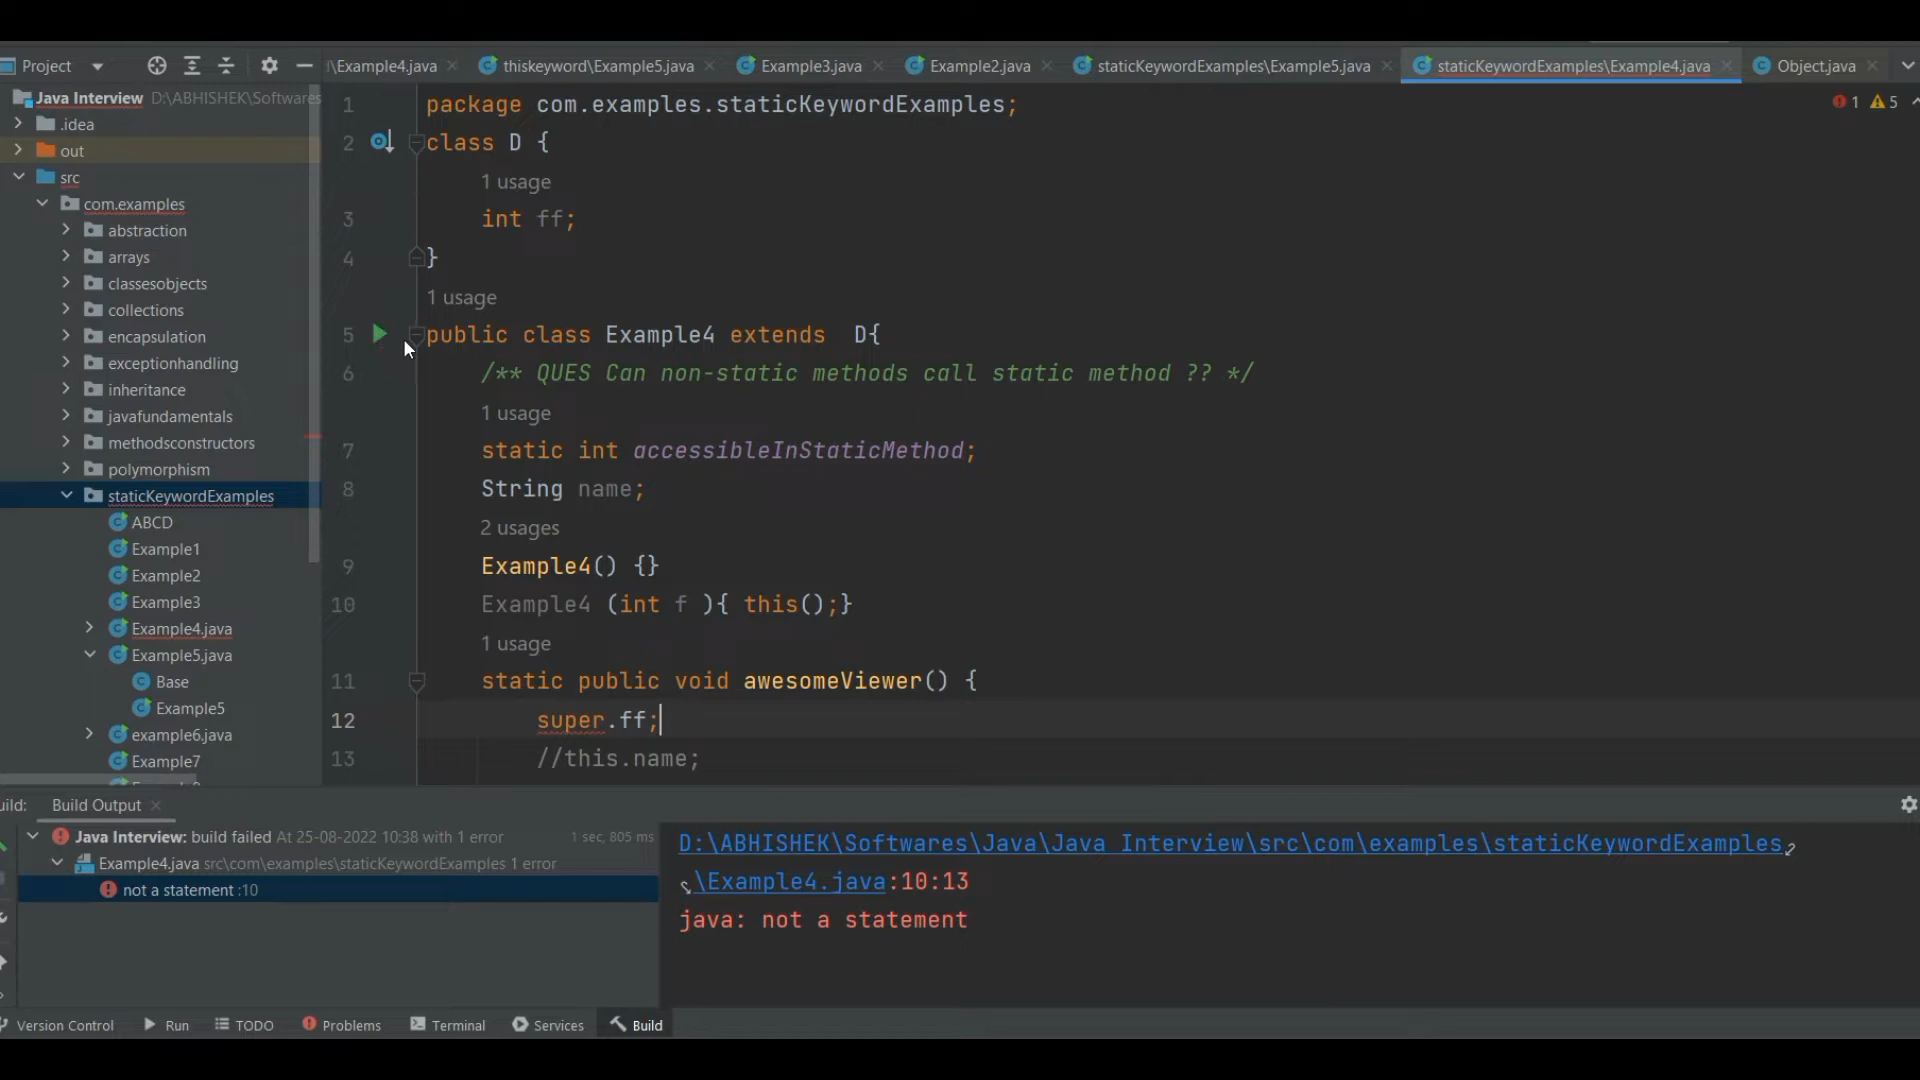 Project
\Example4.java
thiskeyword\Example5.java
Example3.java
Example2.java
staticKeywordExamples\Example5.java
staticKeywordExamples\Example4.java
Object.java
Java Interview D:\ABHISHEK\Softwares
.idea
out
src
com.examples
abstraction
arrays
classesobjects
collections
encapsulation
exceptionhandling
inheritance
javafundamentals
methodsconstructors
polymorphism
staticKeywordExamples
ABCD
Example1
Example2
Example3
Example4.java
Example5.java
Base
Example5
example6.java
Example7
1 5
1 package com.examples.staticKeywordExamples;
2 class D {
1 usage
3 int ff;
4 }
1 usage
5 public class Example4 extends D{
6 /** QUES Can non-static methods call static method ?? */
1 usage
7 static int accessibleInStaticMethod;
8 String name;
2 usages
9 Example4() {}
10 Example4 (int f ){ this();}
1 usage
11 static public void awesomeViewer() {
12 super.ff;
13 //this.name;
uild: Build Output
Java Interview: build failed At 25-08-2022 10:38 with 1 error 1 sec, 805 ms
Example4.java src\com\examples\staticKeywordExamples 1 error
not a statement :10
D:\ABHISHEK\Softwares\Java\Java Interview\src\com\examples\staticKeywordExamples
\Example4.java:10:13
java: not a statement
Version Control
Run
TODO
Problems
Terminal
Services
Build